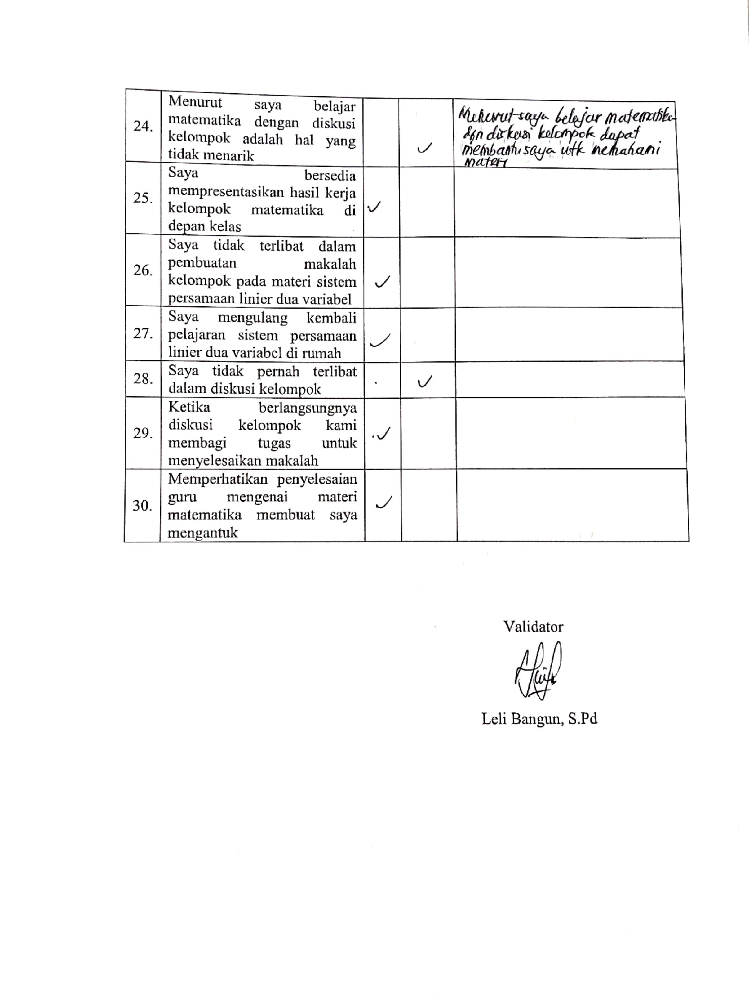 24.
Menurut saya belajar
matematika dengan diskusi
kelompok adalah hal yang
tidak menarik
✓
Menurut saya belajar matematika
dgn diskusi kelompok dapat
membantu saya utk memahami
materi
25.
Saya bersedia
mempresentasikan hasil kerja
kelompok matematika di
depan kelas
✓
26.
Saya tidak terlibat dalam
pembuatan makalah
kelompok pada materi sistem
persamaan linier dua variabel
✓
27.
Saya mengulang kembali
pelajaran sistem persamaan
linier dua variabel di rumah
✓
28.
Saya tidak pernah terlibat
dalam diskusi kelompok
✓
29.
Ketika berlangsungnya
diskusi kelompok kami
membagi tugas untuk
menyelesaikan makalah
✓
30.
Memperhatikan penyelesaian
guru mengenai materi
matematika membuat saya
mengantuk
✓
Validator
Leli Bangun, S.Pd